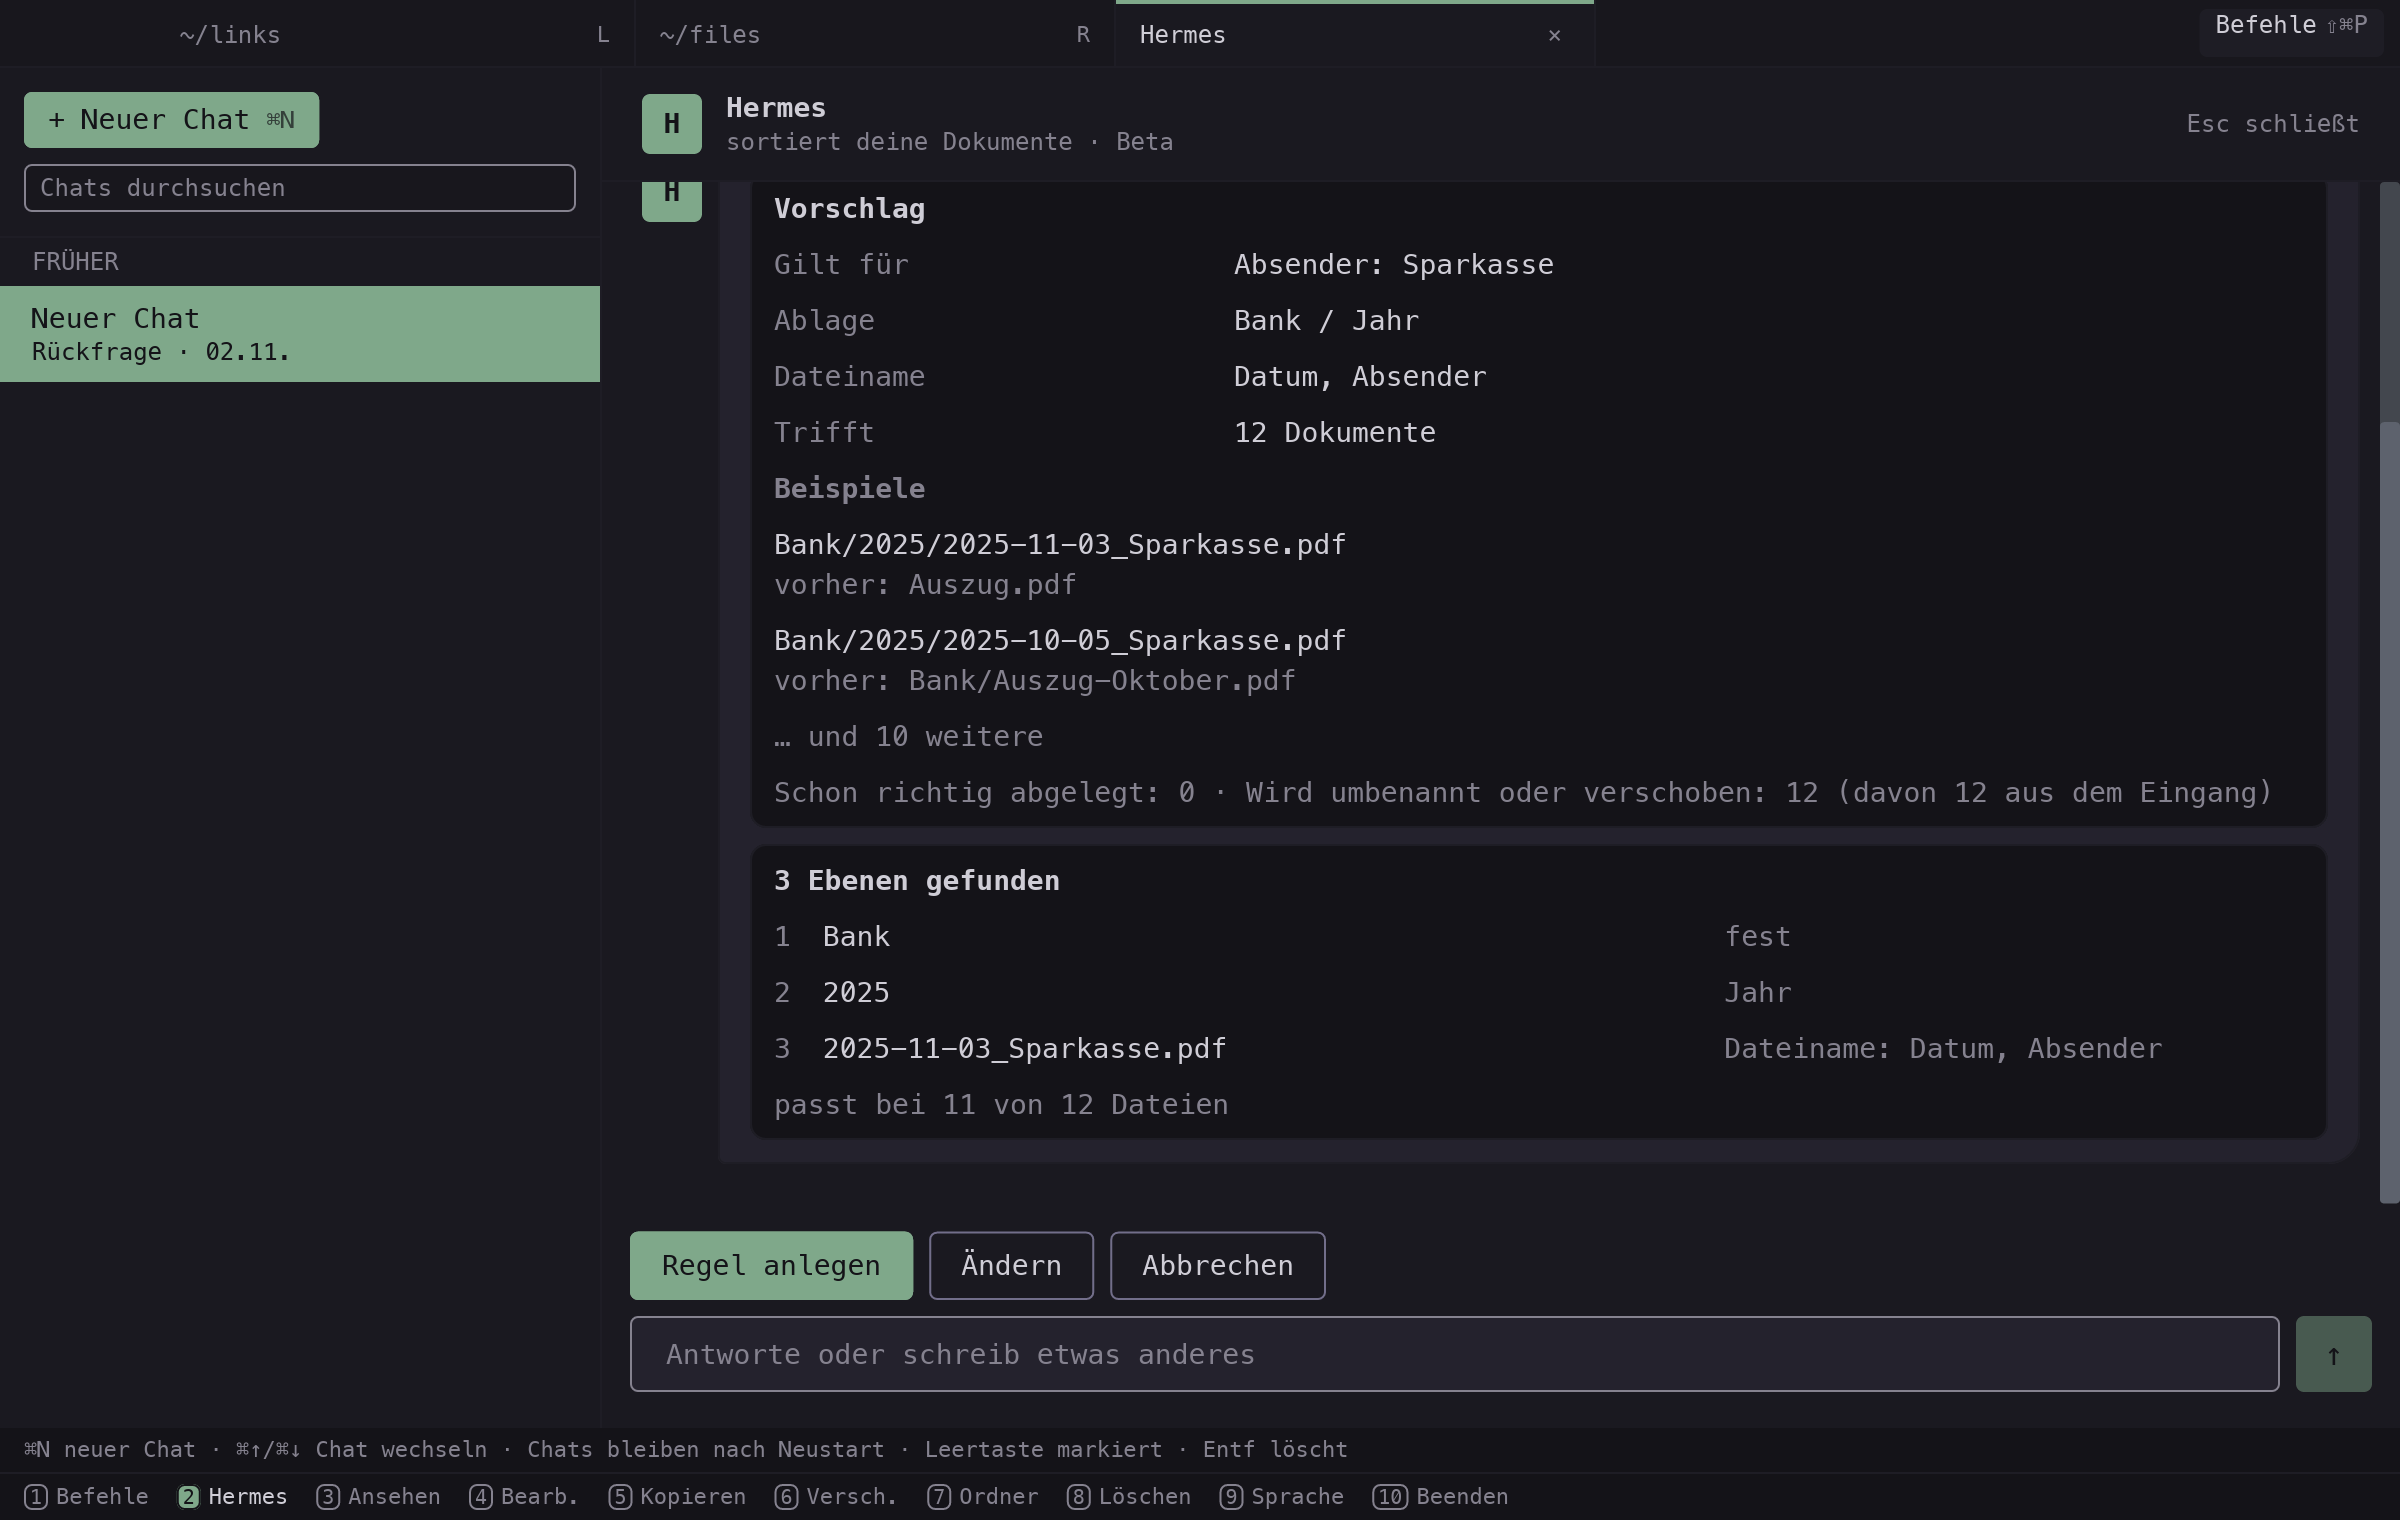 ~/links L ~/files R Hermes × Befehle ⇧⌘P
+ Neuer Chat ⌘N
Chats durchsuchen
FRÜHER
Neuer Chat
Rückfrage · 02.11.
H Hermes
sortiert deine Dokumente · Beta
Esc schließt
H
Vorschlag
Gilt für Absender: Sparkasse
Ablage Bank / Jahr
Dateiname Datum, Absender
Trifft 12 Dokumente
Beispiele
Bank/2025/2025-11-03_Sparkasse.pdf
vorher: Auszug.pdf
Bank/2025/2025-10-05_Sparkasse.pdf
vorher: Bank/Auszug-Oktober.pdf
… und 10 weitere
Schon richtig abgelegt: 0 · Wird umbenannt oder verschoben: 12 (davon 12 aus dem Eingang)
3 Ebenen gefunden
1 Bank fest
2 2025 Jahr
3 2025-11-03_Sparkasse.pdf Dateiname: Datum, Absender
passt bei 11 von 12 Dateien
Regel anlegen Ändern Abbrechen
Antworte oder schreib etwas anderes ↑
⌘N neuer Chat · ⌘↑/⌘↓ Chat wechseln · Chats bleiben nach Neustart · Leertaste markiert · Entf löscht
1 Befehle 2 Hermes 3 Ansehen 4 Bearb. 5 Kopieren 6 Versch. 7 Ordner 8 Löschen 9 Sprache 10 Beenden